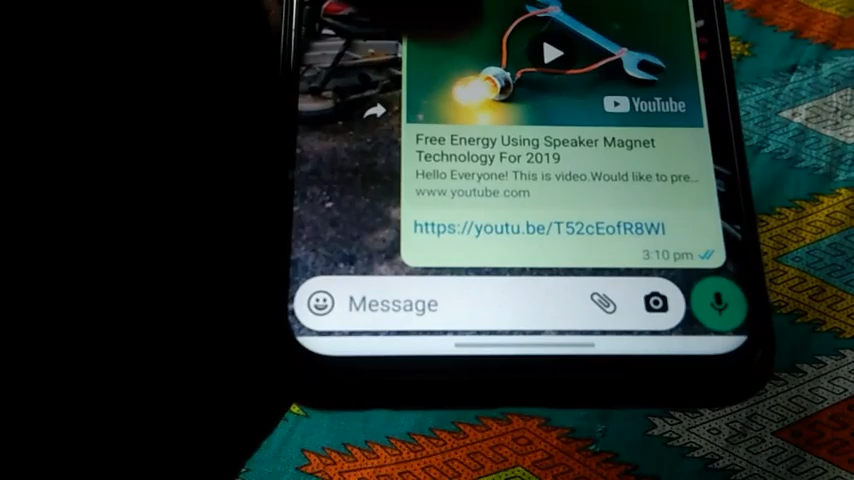 YouTube
Free Energy Using Speaker Magnet
Technology For 2019
Hello Everyone! This is video.Would like to pre...
www.youtube.com
https://youtu.be/T52cEofR8WI
3:10 pm
Message